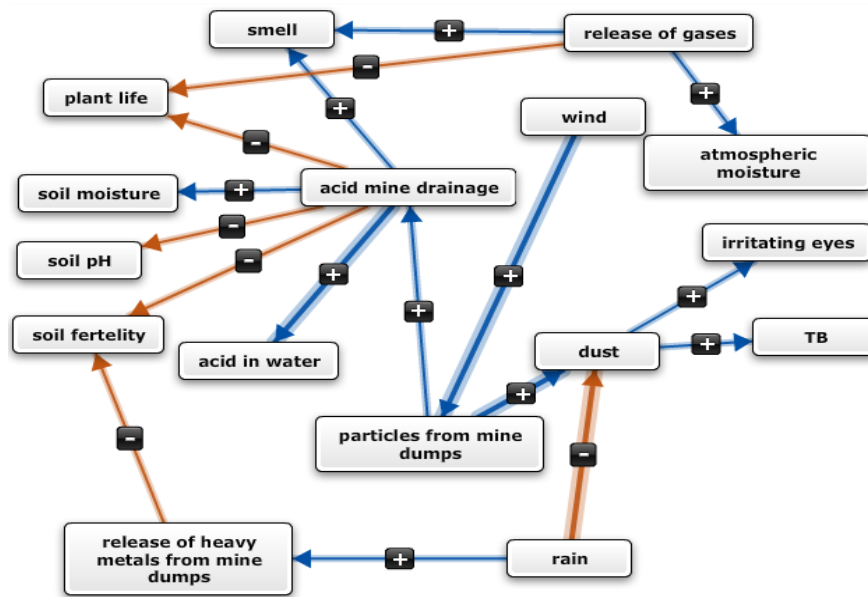 smell
+
release of gases
-
plant life
+
+
wind
-
atmospheric
moisture
soil moisture
+
acid mine drainage
-
soil pH
-
+
+
irritating eyes
+
+
soil fertelity
acid in water
dust
+
TB
+
particles from mine
dumps
-
-
release of heavy
metals from mine
dumps
+
rain